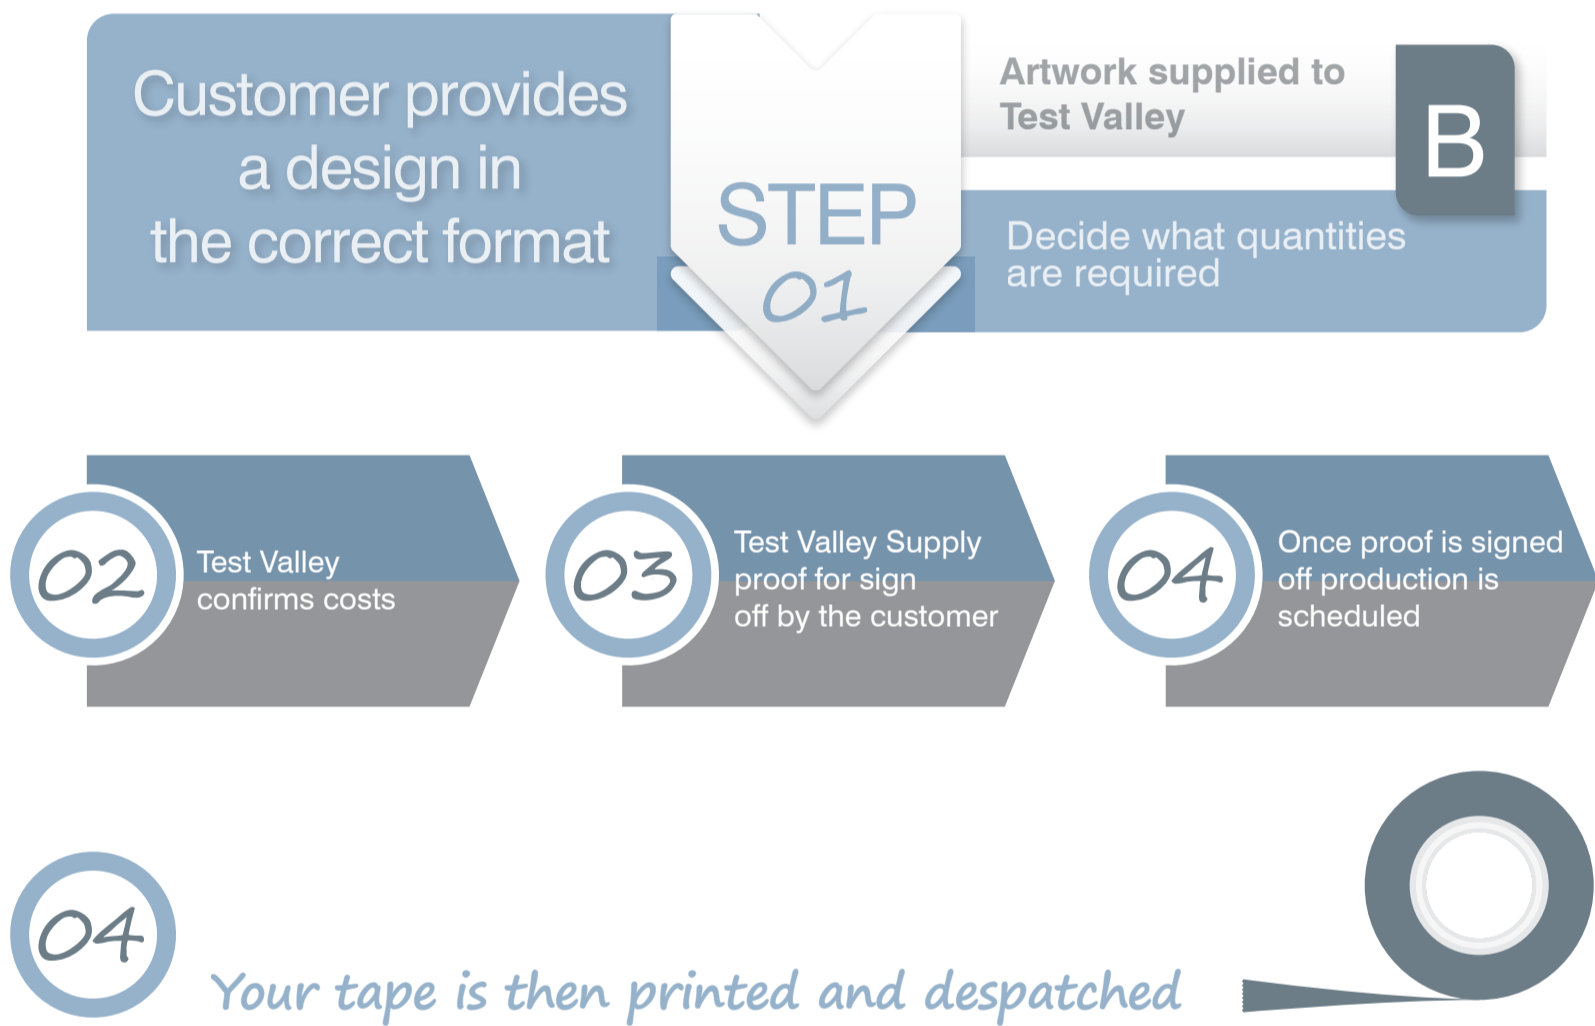 Customer provides
a design in
the correct format
STEP
01
Artwork supplied to
Test Valley
B
Decide what quantities
are required
02
Test Valley
confirms costs
03
Test Valley Supply
proof for sign
off by the customer
04
Once proof is signed
off production is
scheduled
04
Your tape is then printed and despatched